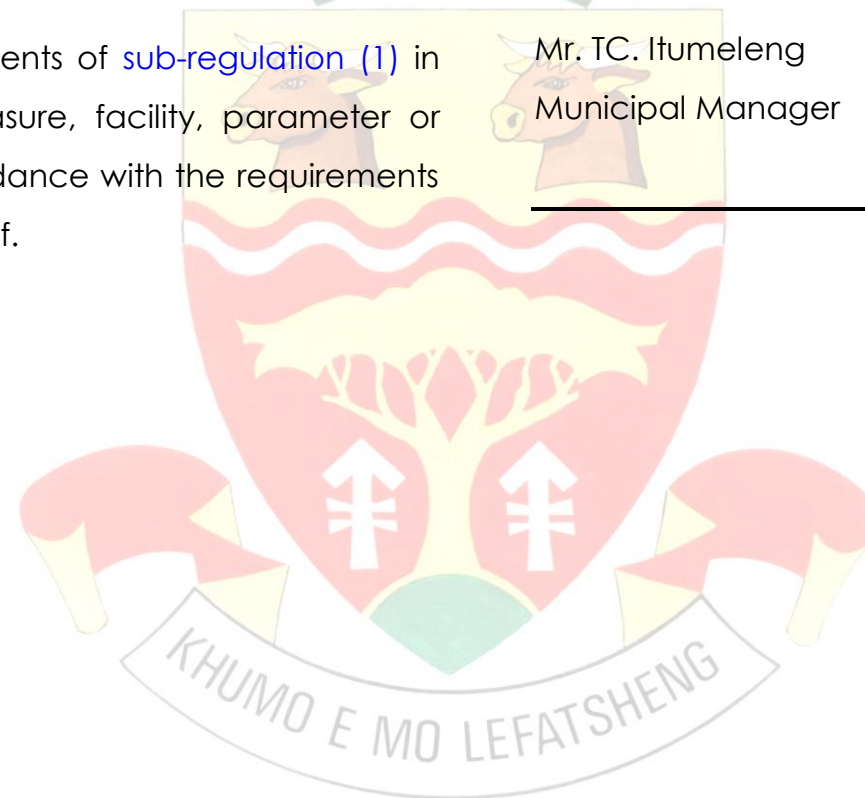 ents of sub-regulation (1) in
asure, facility, parameter or
dance with the requirements
f.
Mr. TC. Itumeleng
Municipal Manager
KHUMO E MO LEFATSHENG